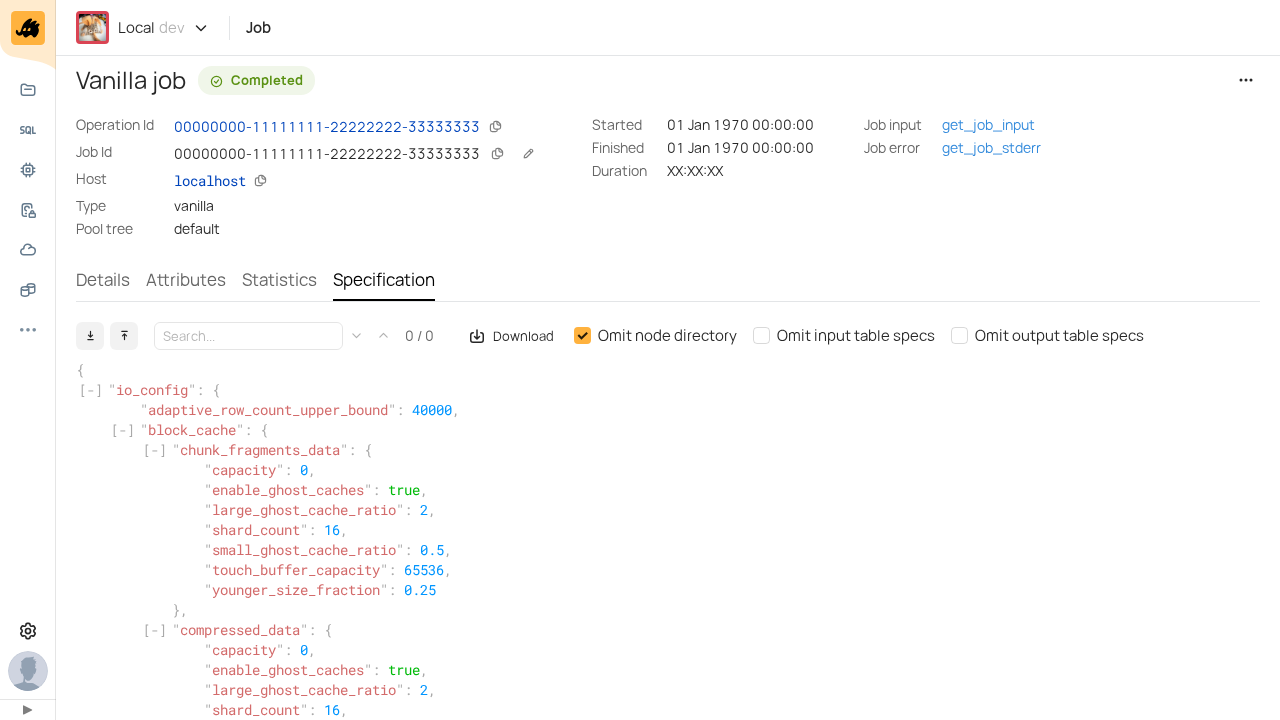 Local dev Job
Vanilla job Completed
Operation Id 00000000-11111111-22222222-33333333 Started 01 Jan 1970 00:00:00 Job input get_job_input
Job Id 00000000-11111111-22222222-33333333 Finished 01 Jan 1970 00:00:00 Job error get_job_stderr
Host localhost Duration XX:XX:XX
Type vanilla
Pool tree default
Details Attributes Statistics Specification
Search... 0 / 0 Download Omit node directory Omit input table specs Omit output table specs
{
[-] "io_config": {
"adaptive_row_count_upper_bound": 40000,
[-] "block_cache": {
[-] "chunk_fragments_data": {
"capacity": 0,
"enable_ghost_caches": true,
"large_ghost_cache_ratio": 2,
"shard_count": 16,
"small_ghost_cache_ratio": 0.5,
"touch_buffer_capacity": 65536,
"younger_size_fraction": 0.25
},
[-] "compressed_data": {
"capacity": 0,
"enable_ghost_caches": true,
"large_ghost_cache_ratio": 2,
"shard_count": 16,
SQL